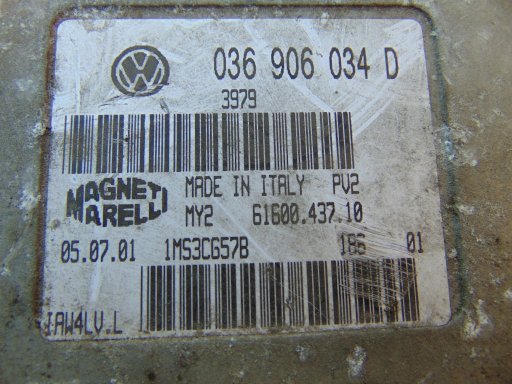 036 906 034 D
3979
MAGNETI MARELLI
MADE IN ITALY PV2
MY2 61600.437.10
05.07.01 1MS3CG57B 186 01
IAW4LV.L